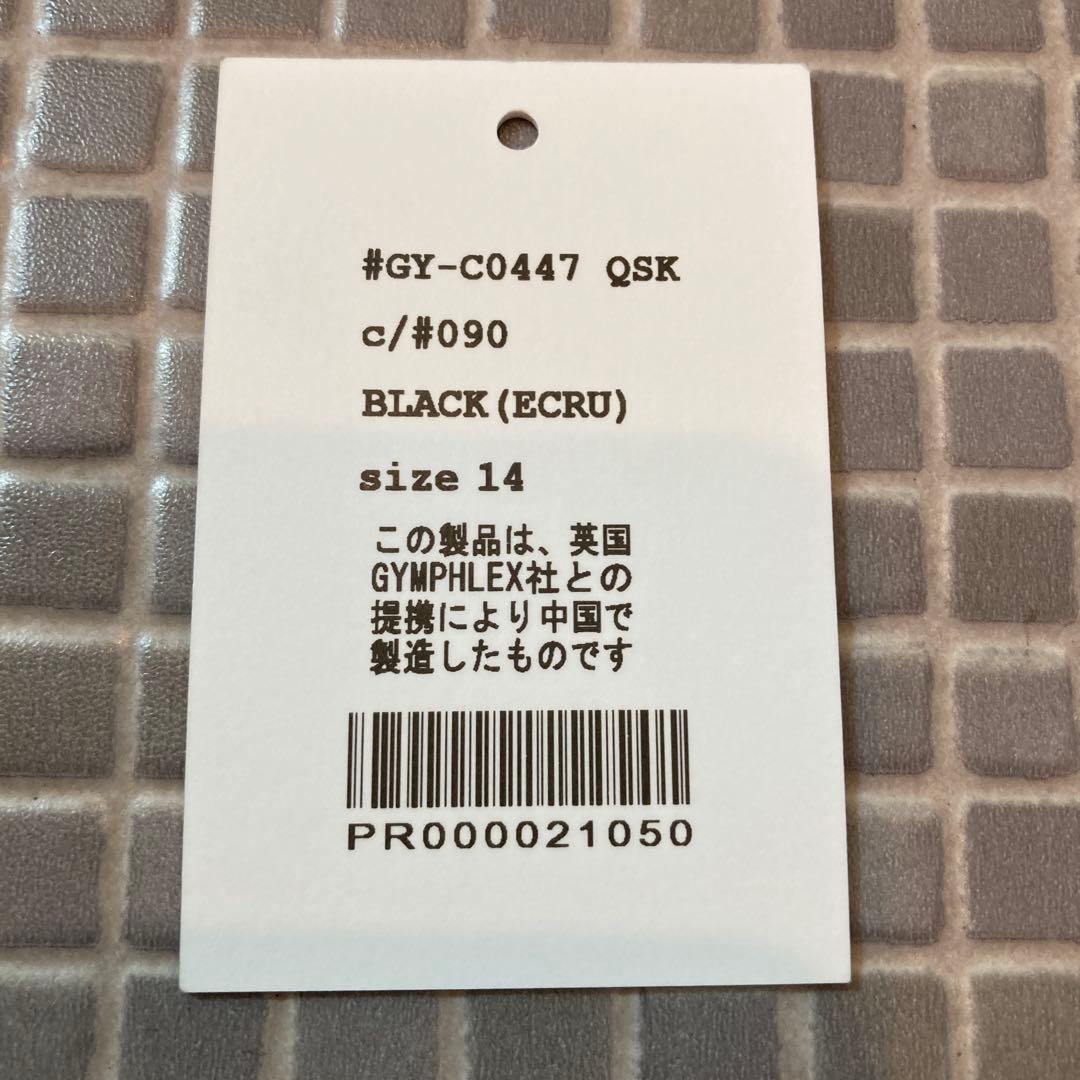 #GY-C0447 QSK
c/#090
BLACK(ECRU)
size 14
この製品は、英国
GYMPHLEX社との
提携により中国で
製造したものです
PR000021050